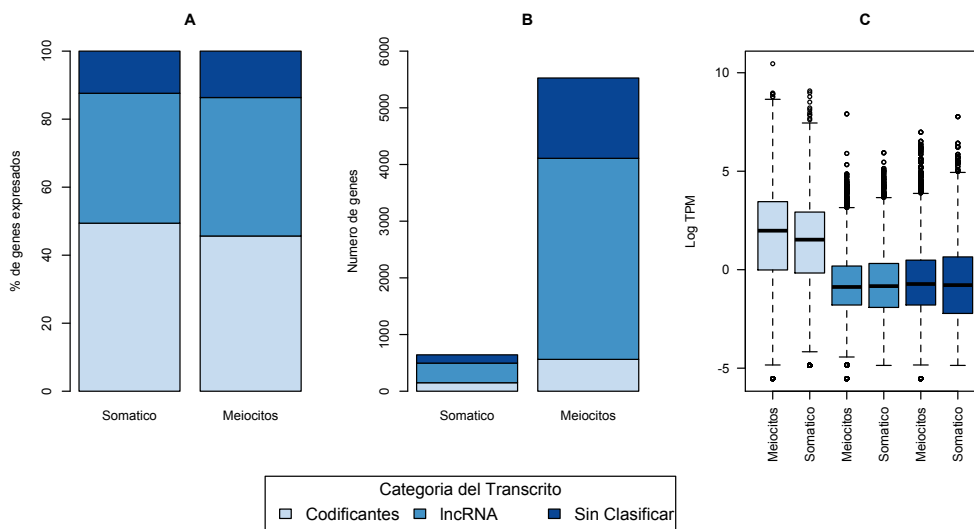 A
% de genes expresados
100
80
60
40
20
0
Somatico
Meiocitos
B
Numero de genes
6000
5000
4000
3000
2000
1000
0
Somatico
Meiocitos
C
Log TPM
10
5
0
-5
Meiocitos
Somatico
Meiocitos
Somatico
Meiocitos
Somatico
Categoria del Transcrito
Codificantes
lncRNA
Sin Clasificar